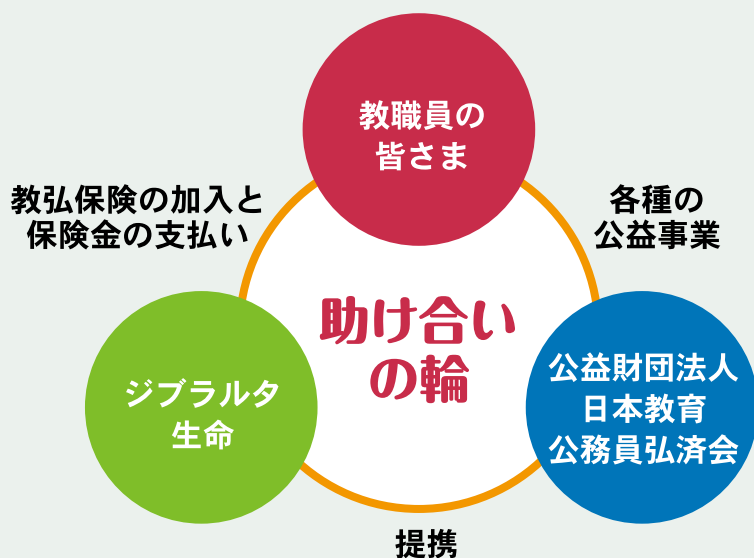 教職員の
皆さま
教弘保険の加入と
保険金の支払い
各種の
公益事業
助け合い
の輪
ジブラルタ
生命
公益財団法人
日本教育
公務員弘済会
提携